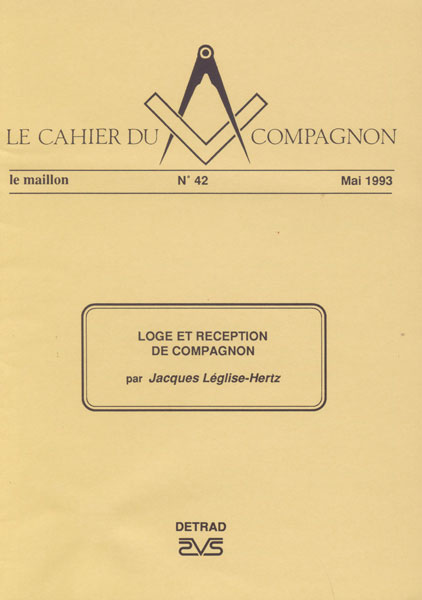 LE CAHIER DU COMPAGNON
le maillon N° 42 Mai 1993
LOGE ET RECEPTION
DE COMPAGNON
par Jacques Léglise-Hertz
DETRAD